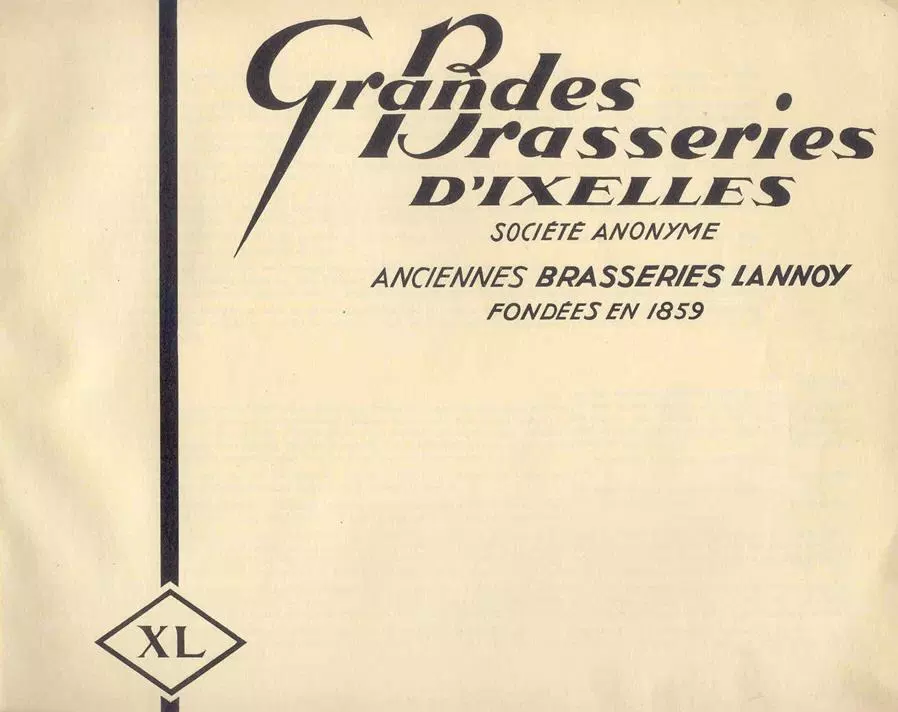 Grandes
Brasseries
D'IXELLES
SOCIÉTÉ ANONYME
ANCIENNES BRASSERIES LANNOY
FONDÉES EN 1859
XL